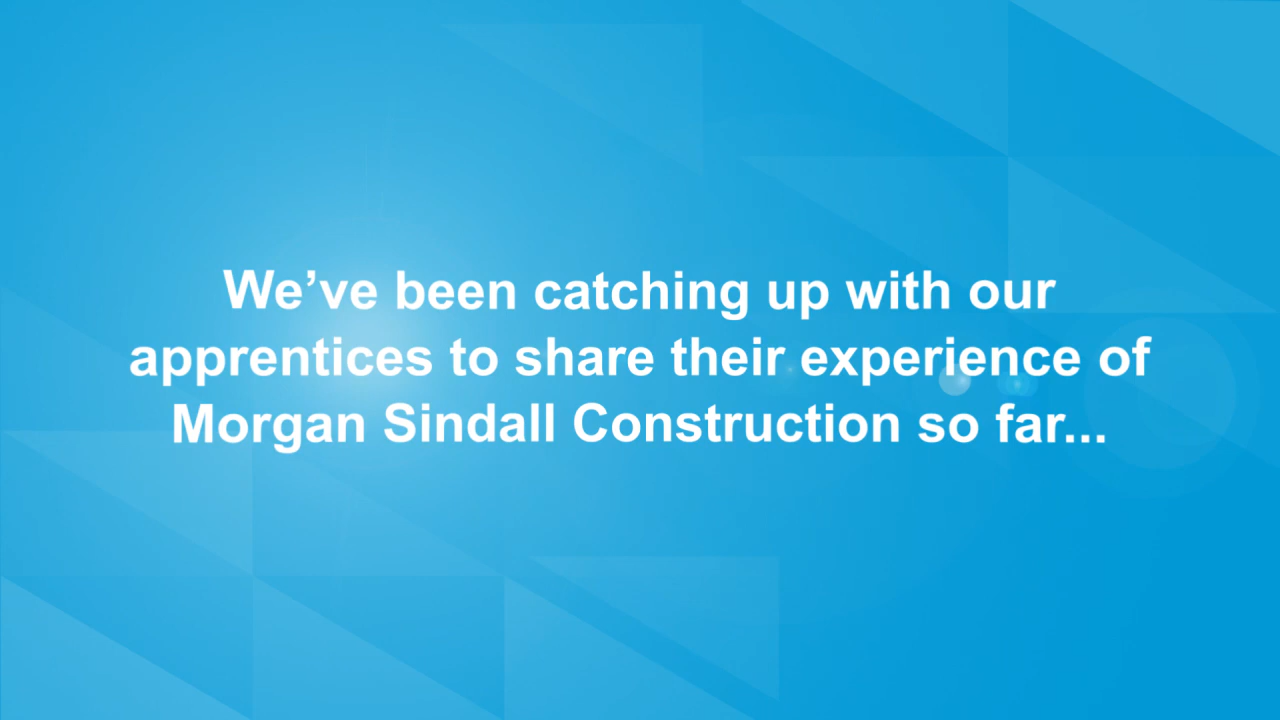 We’ve been catching up with our
apprentices to share their experience of
Morgan Sindall Construction so far...